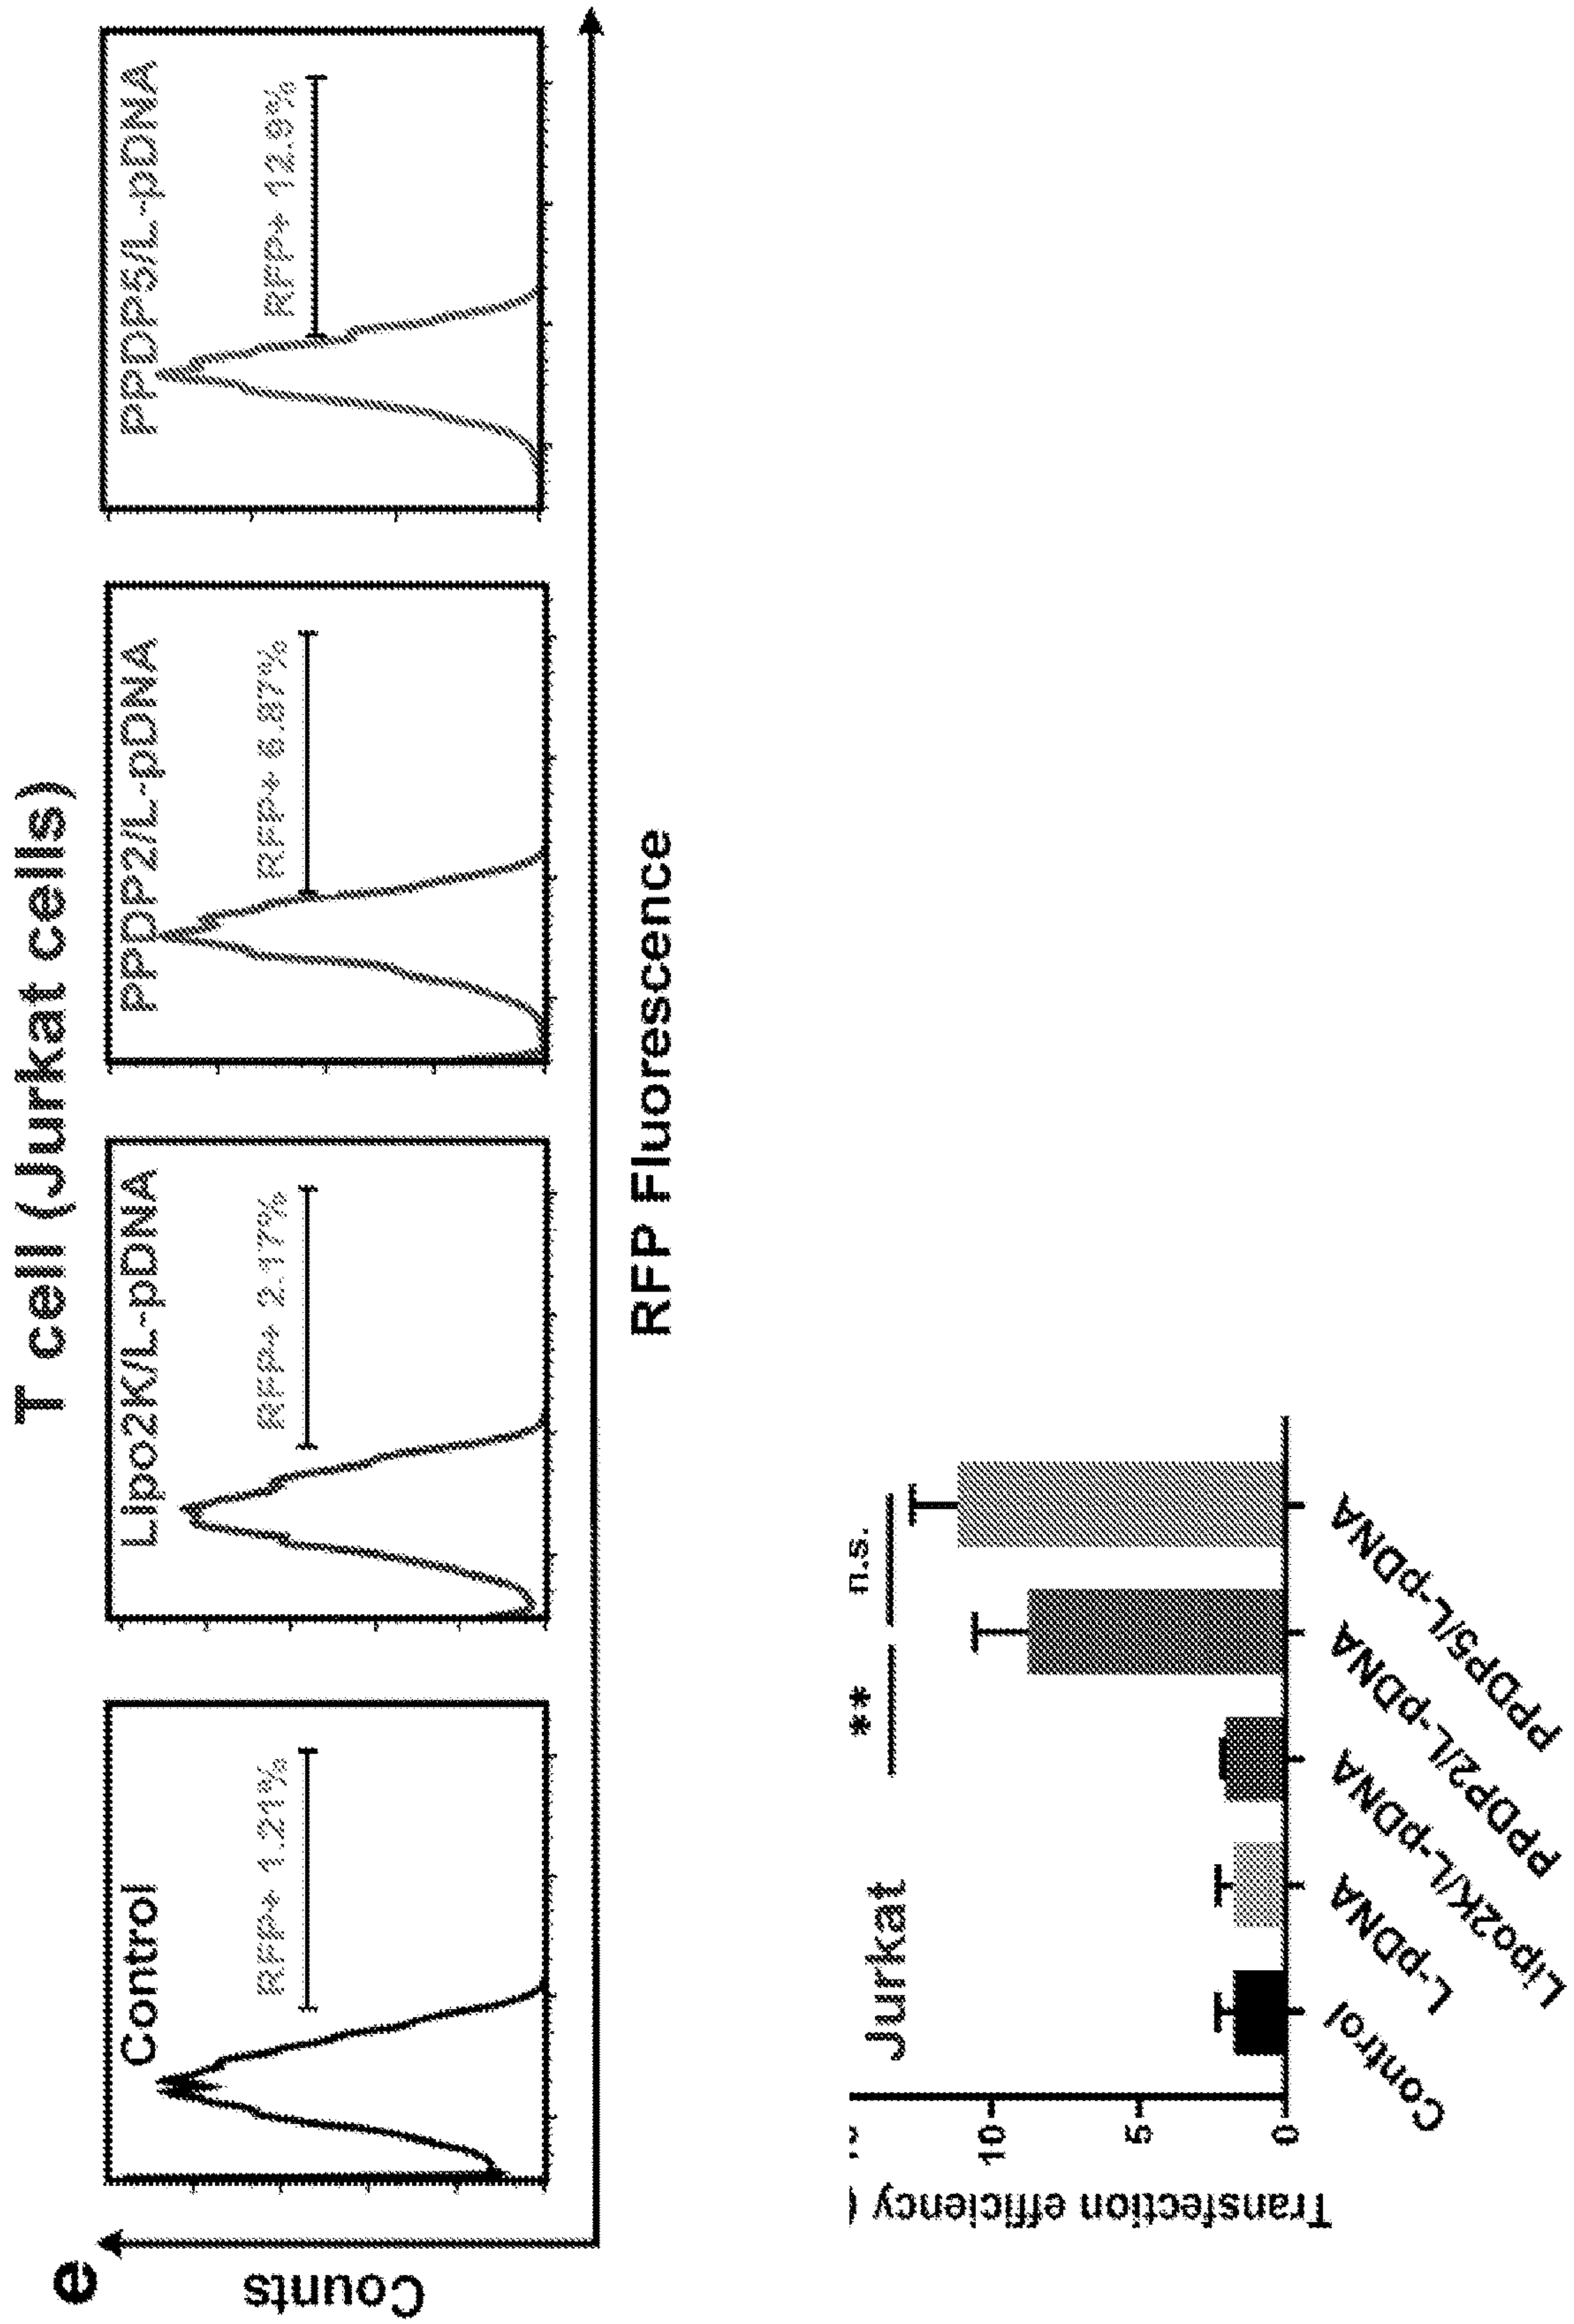 e
T cell (Jurkat cells)
Counts
Control
RFP+ 1.21%
Lipo2K/L-pDNA
RFP+ 2.17%
PPDP2/L-pDNA
RFP+ 6.87%
PPDP5/L-pDNA
RFP+ 12.9%
RFP Fluorescence
Transfection efficiency (
10
5
0
Jurkat
**
n.s.
Control
L-pDNA
Lipo2K/L-pDNA
PPDP2/L-pDNA
PPDP5/L-pDNA